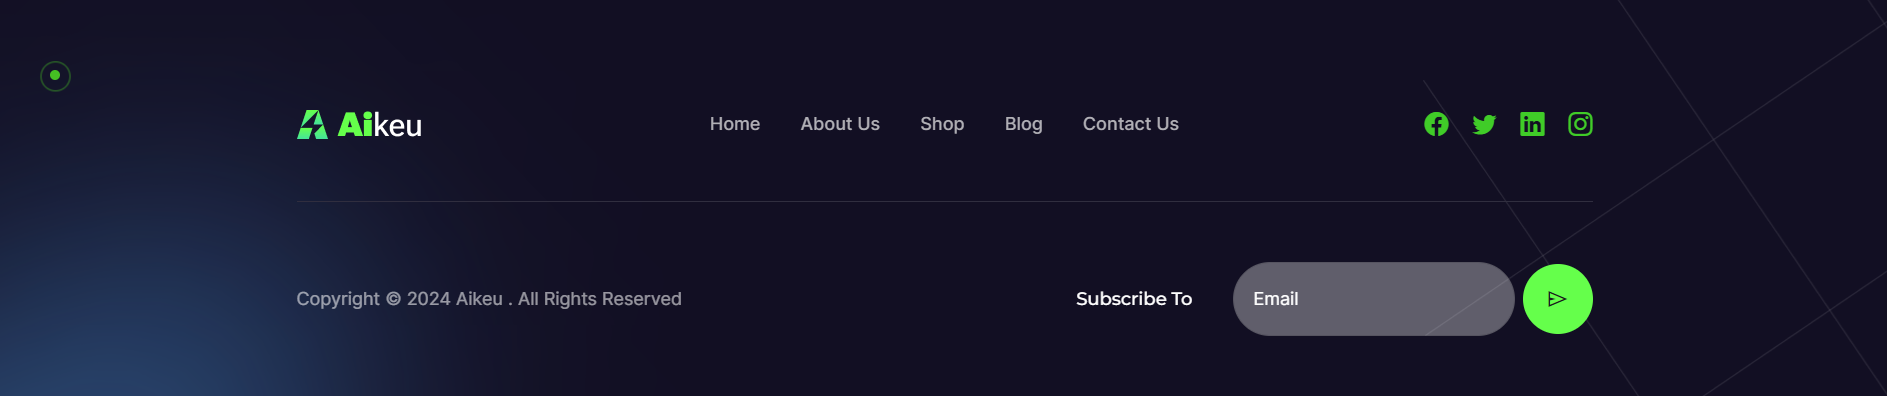 Aikeu
Home About Us Shop Blog Contact Us
Copyright © 2024 Aikeu . All Rights Reserved
Subscribe To
Email